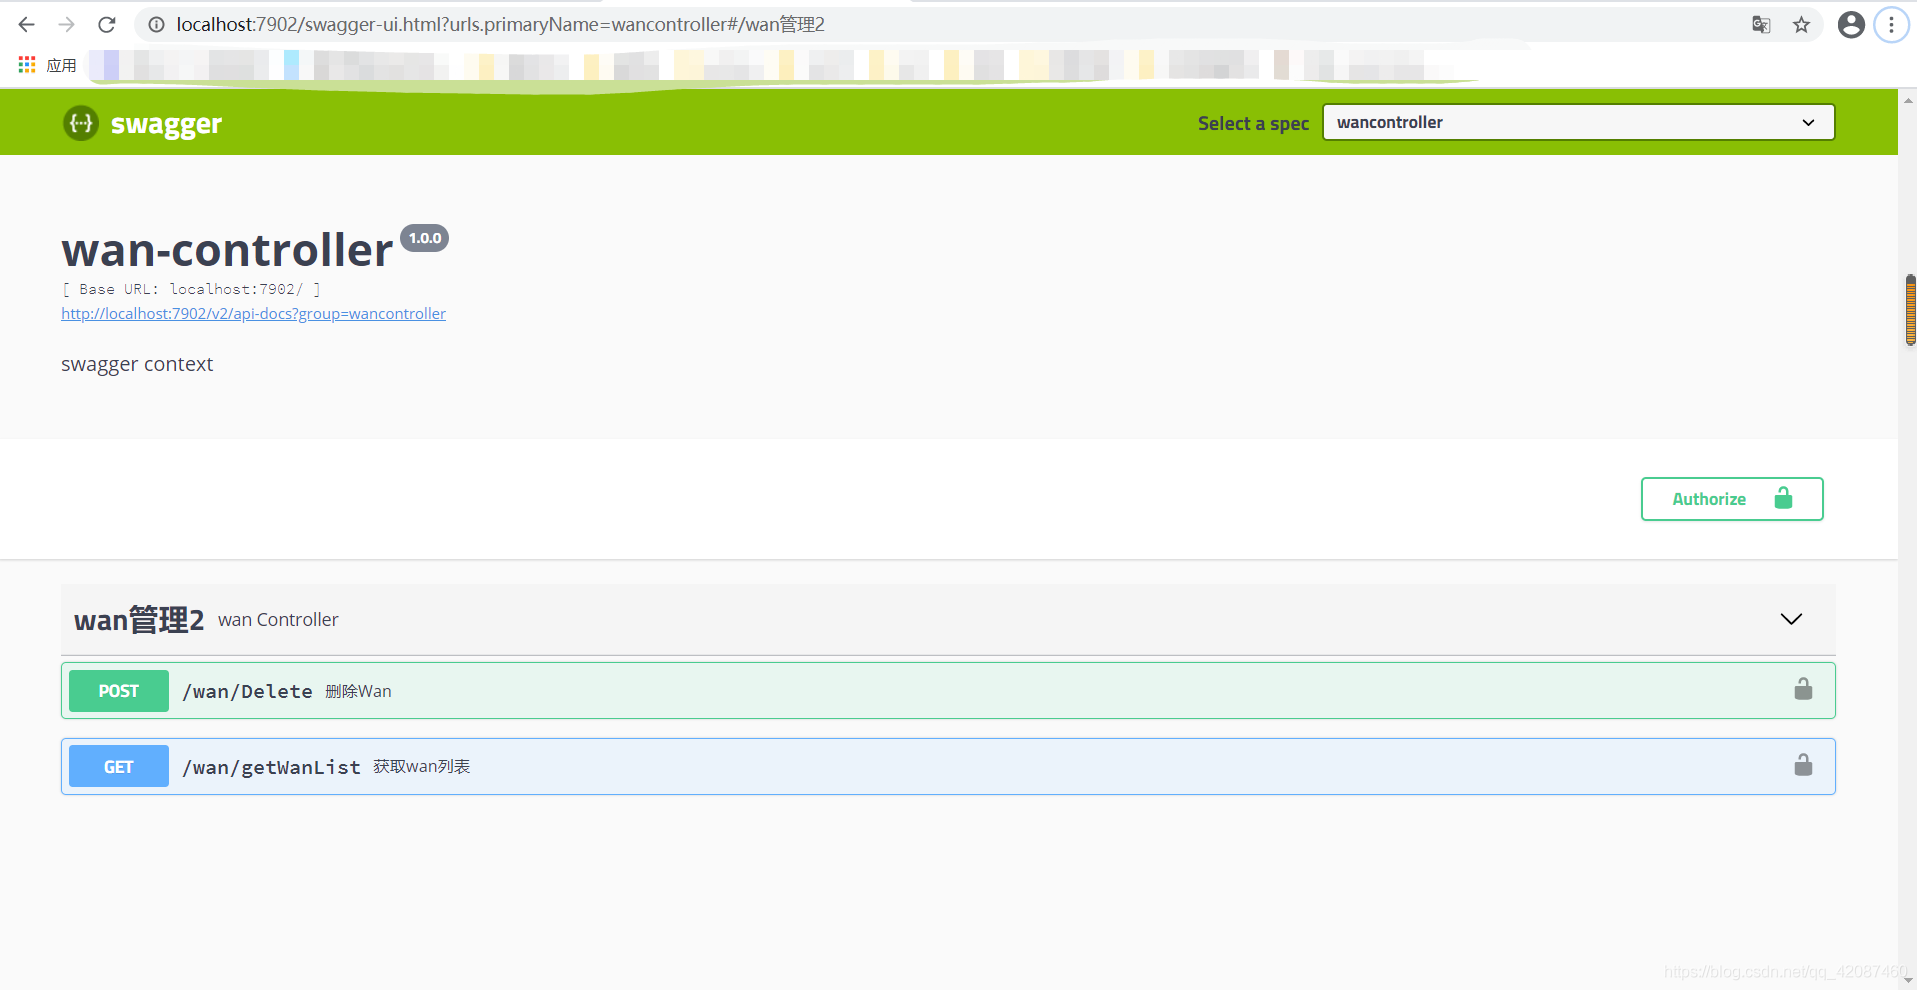 localhost:7902/swagger-ui.html?urls.primaryName=wancontroller#/wan管理2
应用
swagger
Select a spec
wancontroller
wan-controller 1.0.0
[ Base URL: localhost:7902/ ]
http://localhost:7902/v2/api-docs?group=wancontroller
swagger context
Authorize
wan管理2 wan Controller
POST /wan/Delete 删除Wan
GET /wan/getWanList 获取wan列表
https://blog.csdn.net/qq_42087460